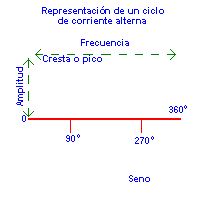 Representación de un ciclo
de corriente alterna
Frecuencia
Cresta o pico
Amplitud
0
360°
90°
270°
Seno